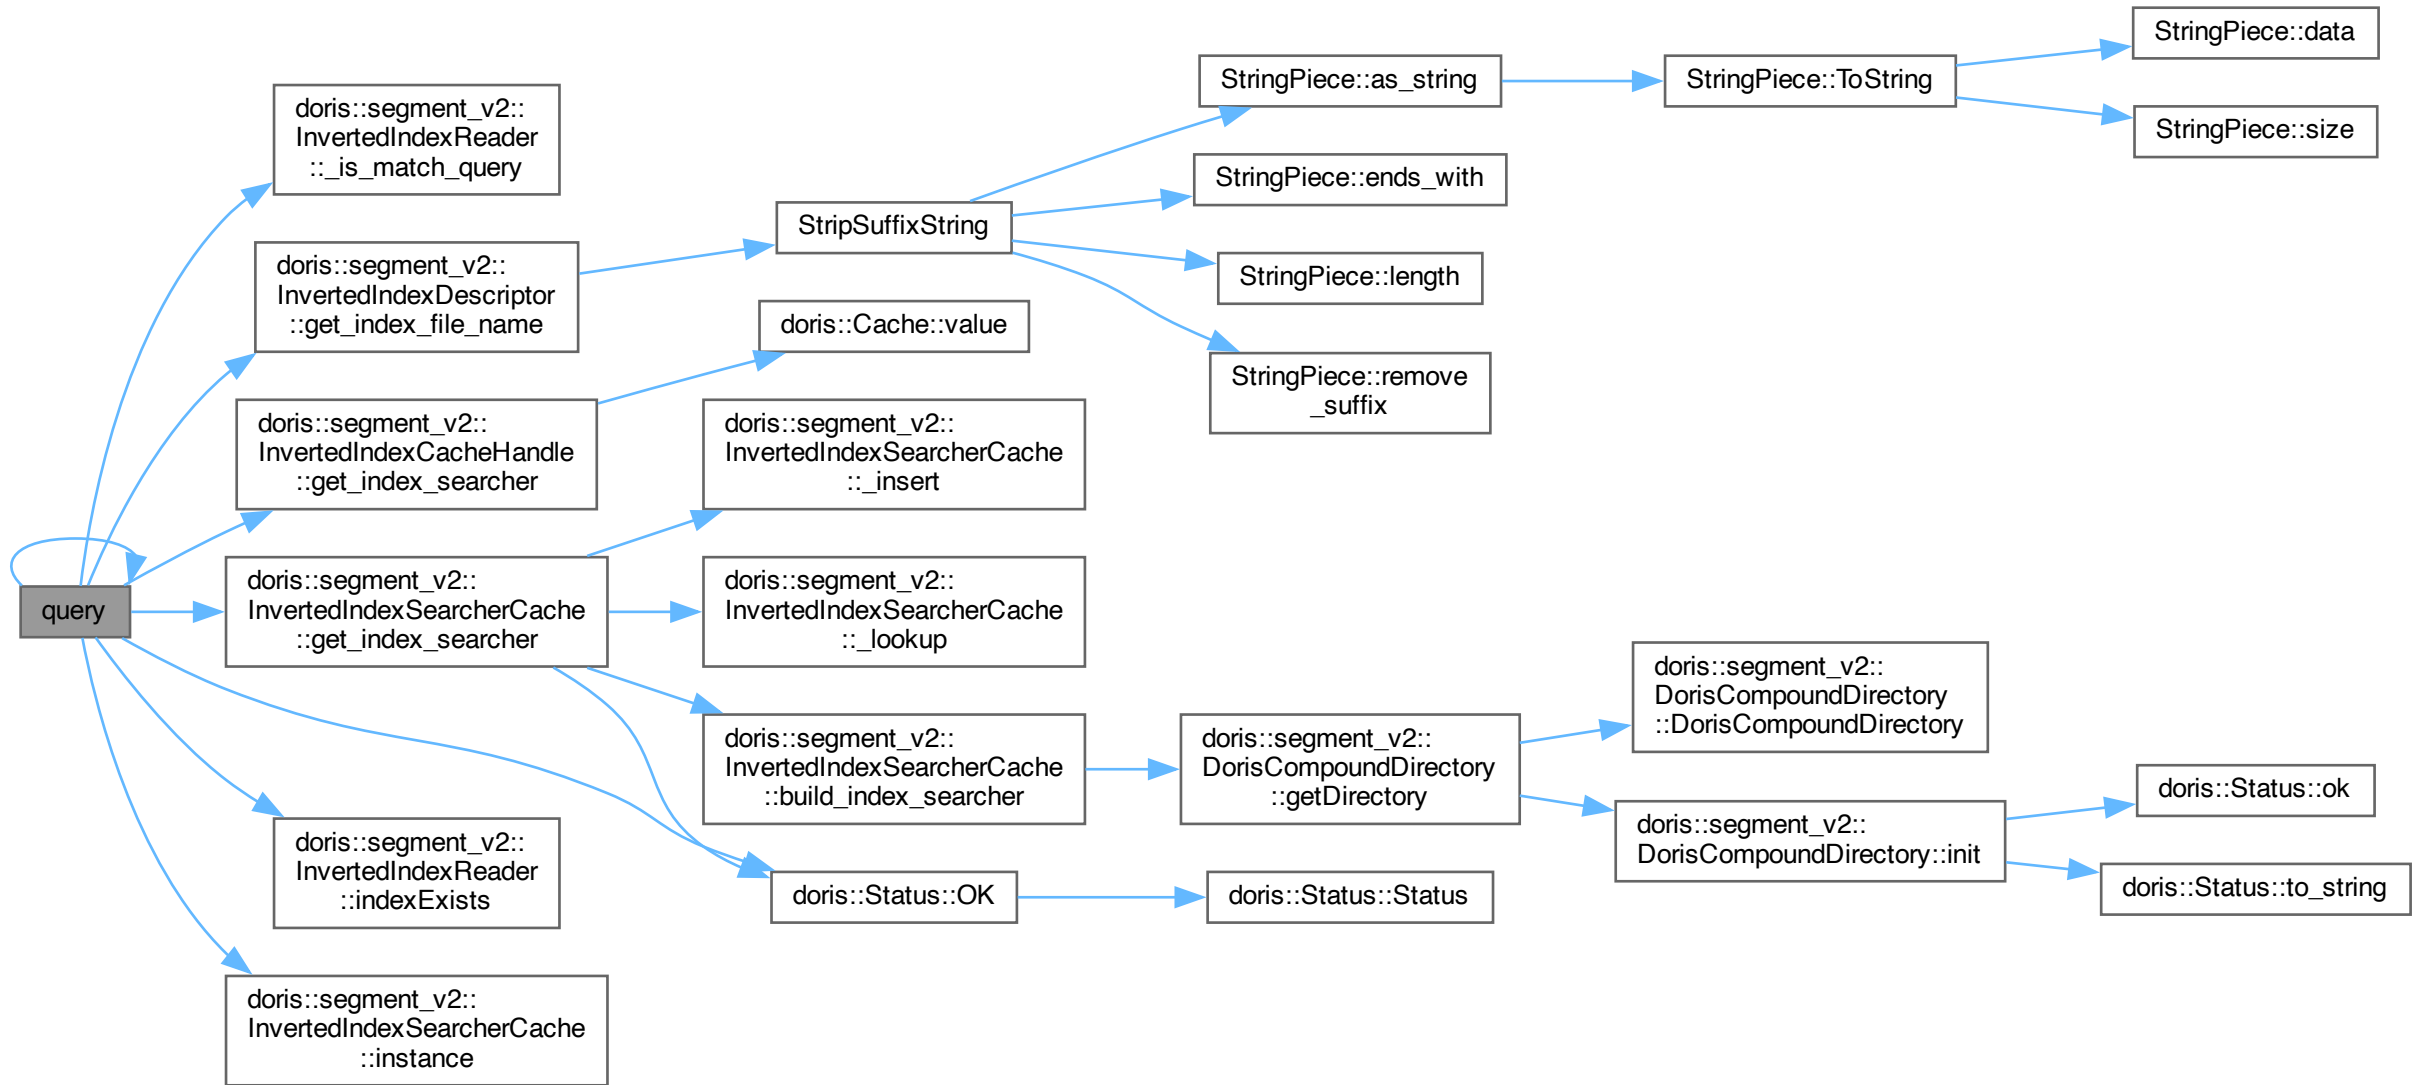 query
doris::segment_v2::
InvertedIndexReader
::_is_match_query
doris::segment_v2::
InvertedIndexDescriptor
::get_index_file_name
doris::segment_v2::
InvertedIndexCacheHandle
::get_index_searcher
doris::segment_v2::
InvertedIndexSearcherCache
::get_index_searcher
doris::segment_v2::
InvertedIndexReader
::indexExists
doris::segment_v2::
InvertedIndexSearcherCache
::instance
StripSuffixString
doris::Cache::value
doris::segment_v2::
InvertedIndexSearcherCache
::_insert
doris::segment_v2::
InvertedIndexSearcherCache
::_lookup
doris::segment_v2::
InvertedIndexSearcherCache
::build_index_searcher
doris::Status::OK
StringPiece::as_string
StringPiece::ends_with
StringPiece::length
StringPiece::remove
_suffix
doris::segment_v2::
DorisCompoundDirectory
::getDirectory
doris::Status::Status
StringPiece::ToString
doris::segment_v2::
DorisCompoundDirectory
::DorisCompoundDirectory
doris::segment_v2::
DorisCompoundDirectory::init
StringPiece::data
StringPiece::size
doris::Status::ok
doris::Status::to_string